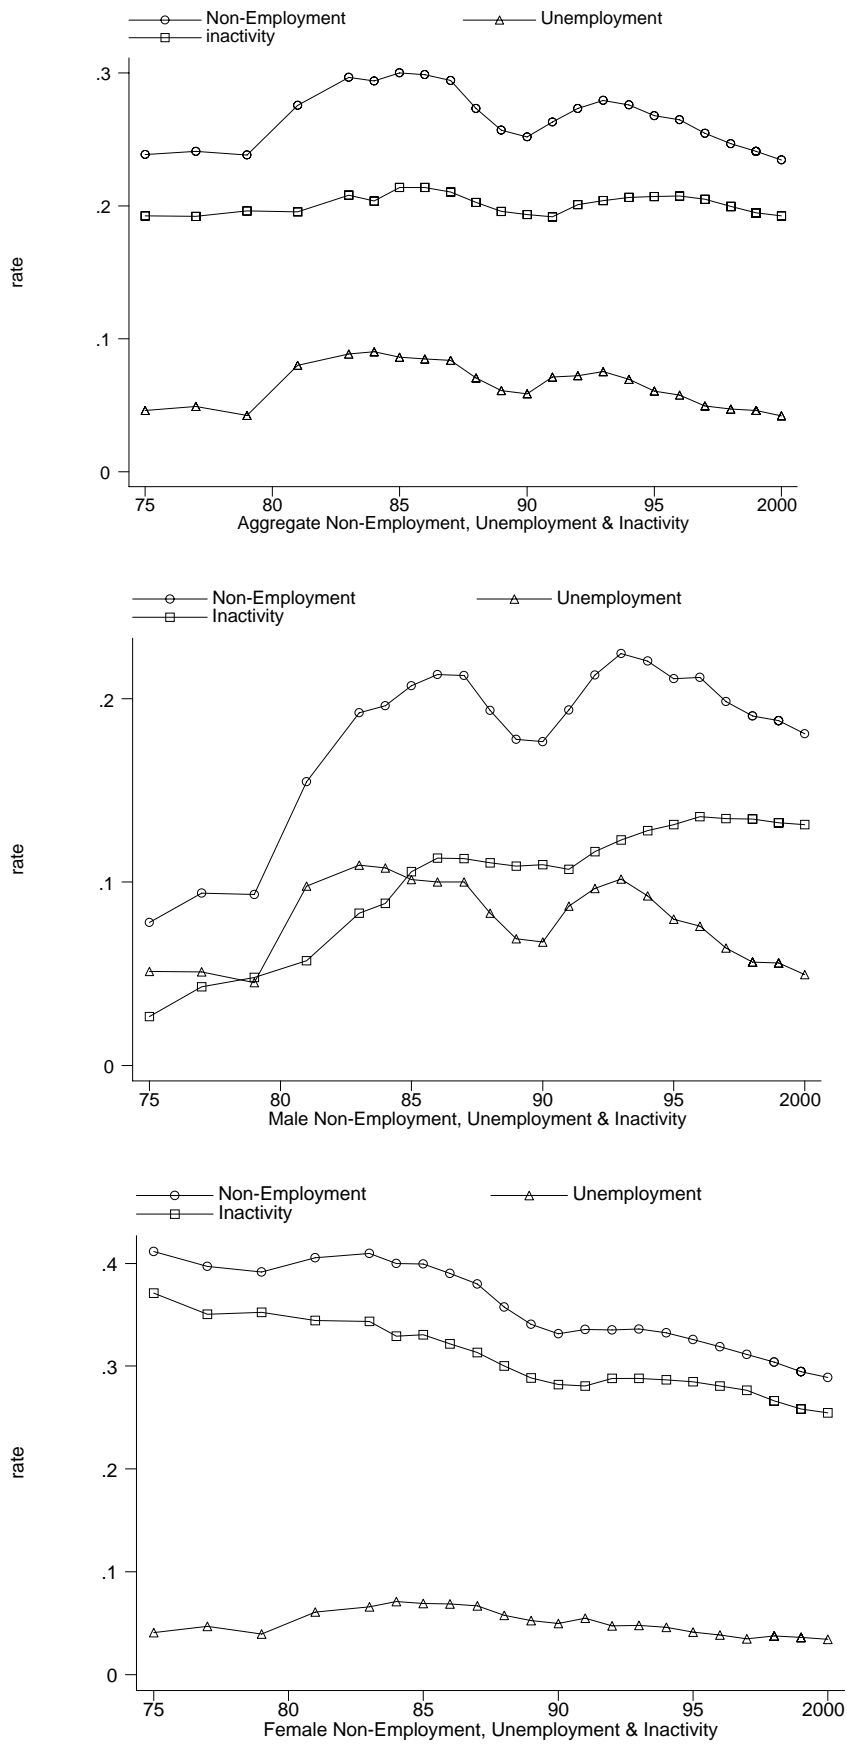 Non-Employment Unemployment
inactivity
.3
.2
.1
0
rate
75 80 85 90 95 2000
Aggregate Non-Employment, Unemployment & Inactivity
Non-Employment Unemployment
Inactivity
.2
.1
0
rate
75 80 85 90 95 2000
Male Non-Employment, Unemployment & Inactivity
Non-Employment Unemployment
Inactivity
.4
.3
.2
.1
0
rate
75 80 85 90 95 2000
Female Non-Employment, Unemployment & Inactivity